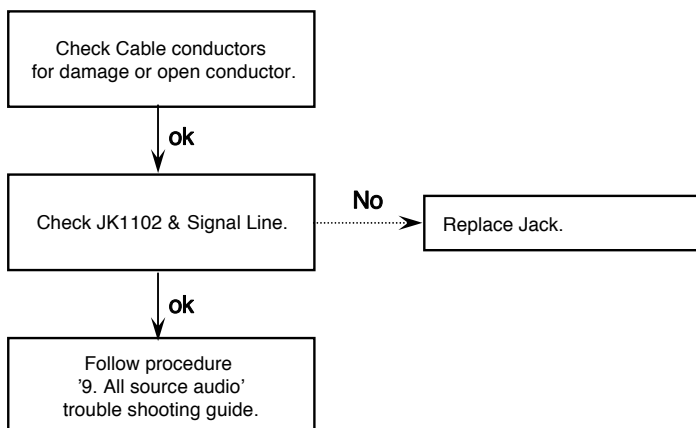 Check Cable conductors
for damage or open conductor.
ok
Check JK1102 & Signal Line.
No
Replace Jack.
ok
Follow procedure
'9. All source audio'
trouble shooting guide.